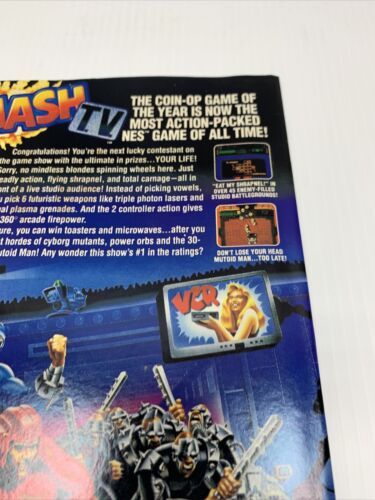 MASH
TV
THE COIN-OP GAME OF
THE YEAR IS NOW THE
MOST ACTION-PACKED
NES GAME OF ALL TIME!
Congratulations! You're the next lucky contestant on
the game show with the ultimate in prizes...YOUR LIFE!
Sorry, no mindless blondes spinning wheels here. Just
deadly action, flying shrapnel, and total carnage—all in
nt of a live studio audience! Instead of picking vowels,
u pick 6 futuristic weapons like triple photon lasers and
al plasma grenades. And the 2 controller action gives
360° arcade firepower.
ure, you can win toasters and microwaves...after you
t hordes of cyborg mutants, power orbs and the 30-
utoid Man! Any wonder this show's #1 in the ratings?
"EAT MY SHRAPNEL!" IN
OVER 45 ENEMY-FILLED
STUDIO BATTLEGROUNDS!
DON'T LOSE YOUR HEAD
MUTOID MAN...TOO LATE!
VCR